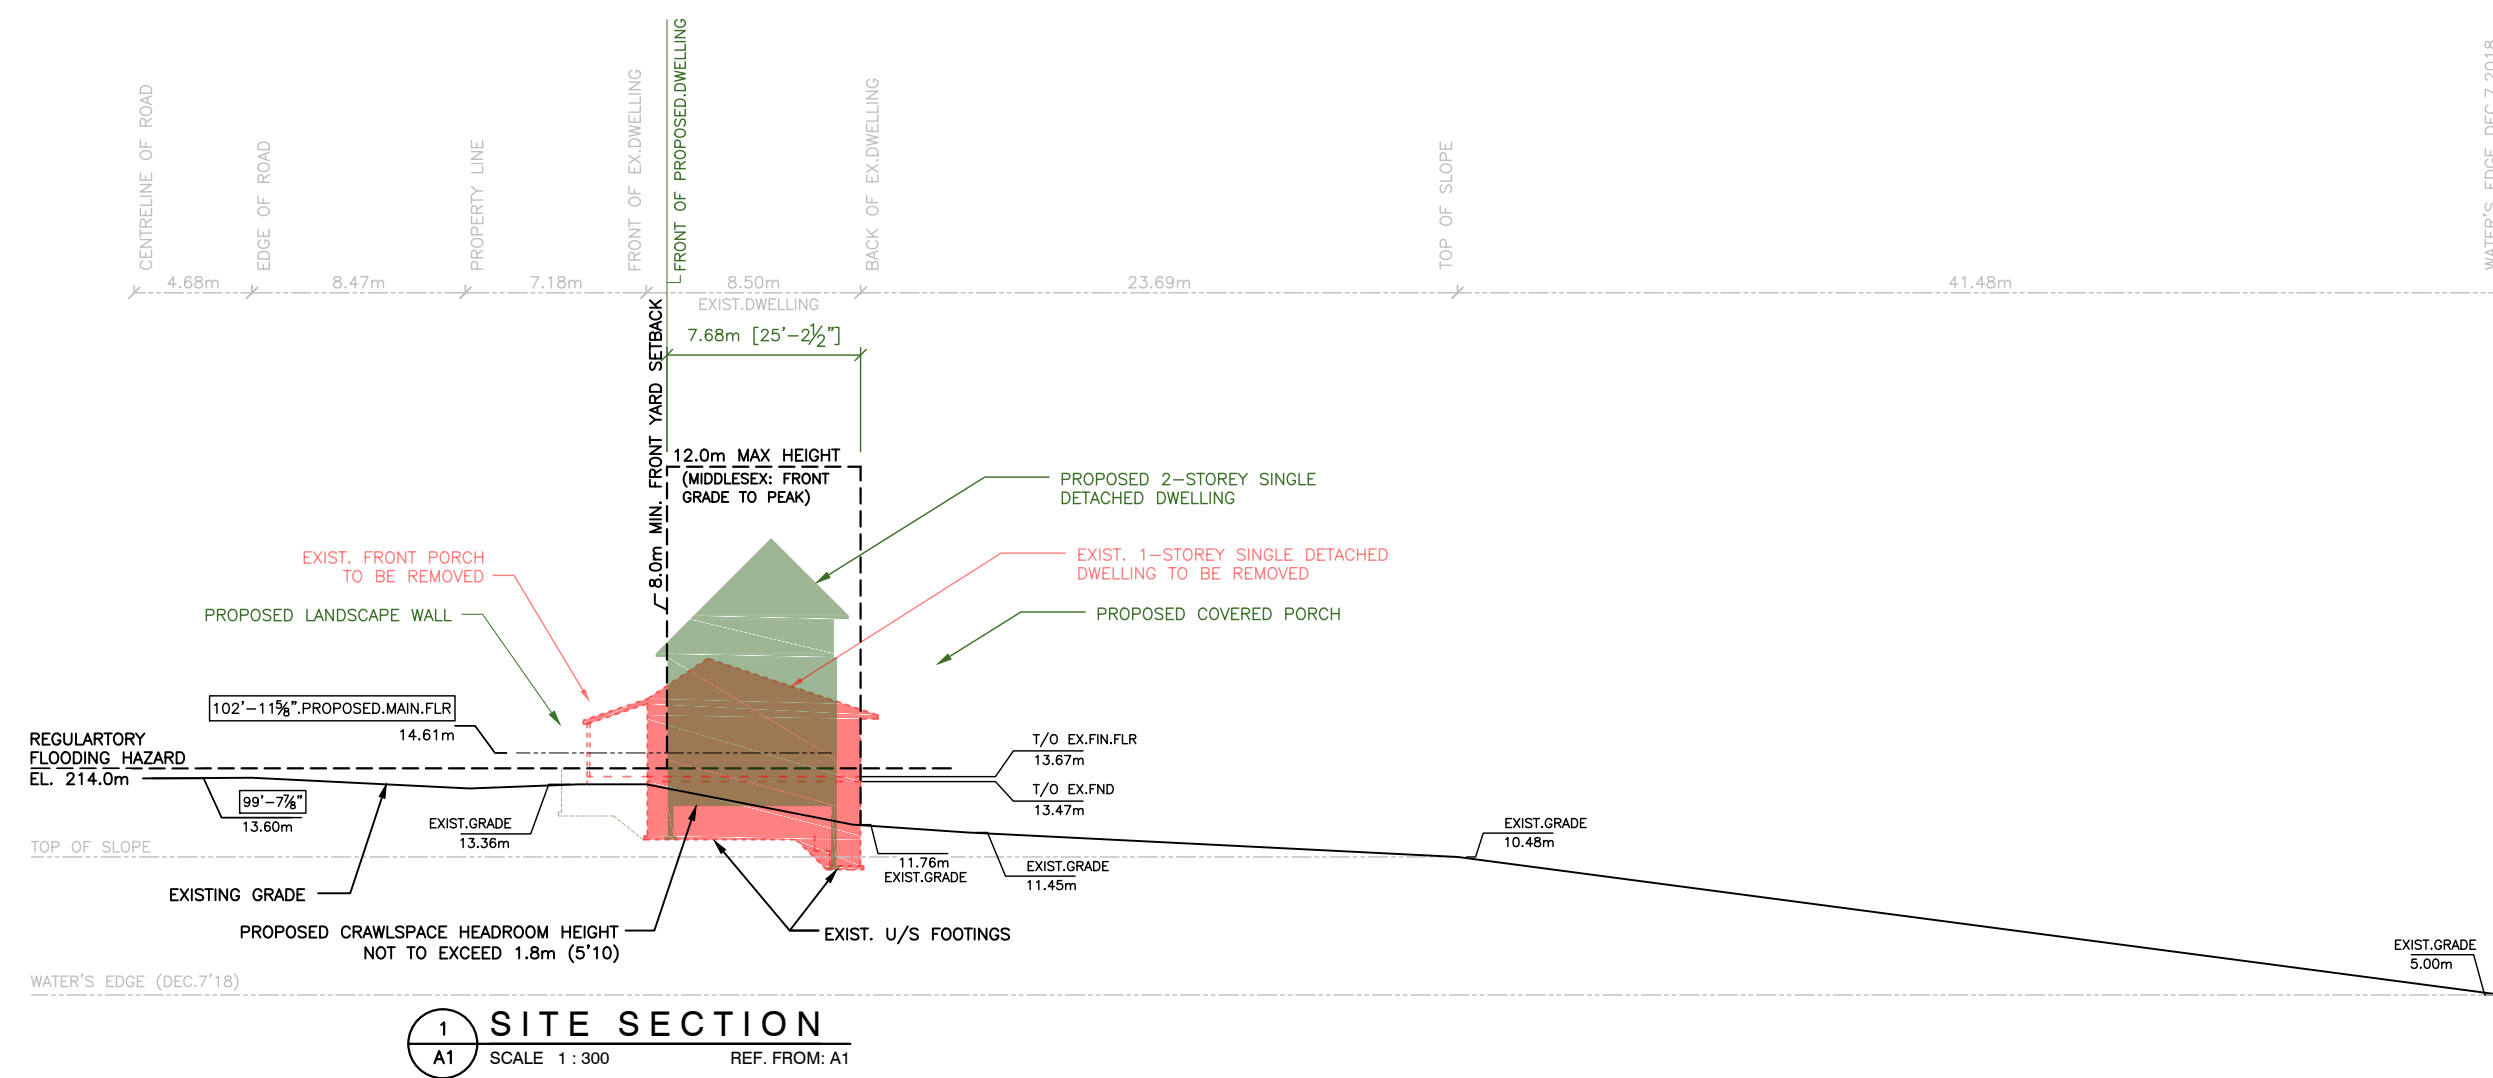 CENTRELINE OF ROAD
EDGE OF ROAD
PROPERTY LINE
FRONT OF EX.DWELLING
FRONT OF PROPOSED.DWELLING
BACK OF EX.DWELLING
TOP OF SLOPE
WATER'S EDGE DEC 7 2018
4.68m
8.47m
7.18m
8.50m
23.69m
41.48m
EXIST.DWELLING
7.68m [25'-2½"]
8.0m MIN. FRONT YARD SETBACK
12.0m MAX HEIGHT
(MIDDLESEX: FRONT
GRADE TO PEAK)
PROPOSED 2-STOREY SINGLE
DETACHED DWELLING
EXIST. FRONT PORCH
TO BE REMOVED
EXIST. 1-STOREY SINGLE DETACHED
DWELLING TO BE REMOVED
PROPOSED LANDSCAPE WALL
PROPOSED COVERED PORCH
102'-11⅝".PROPOSED.MAIN.FLR
14.61m
REGULARTORY
FLOODING HAZARD
EL. 214.0m
T/O EX.FIN.FLR
13.67m
T/O EX.FND
13.47m
99'-7⅞"
13.60m
EXIST.GRADE
13.36m
EXIST.GRADE
10.48m
TOP OF SLOPE
11.76m
EXIST.GRADE
EXIST.GRADE
11.45m
EXISTING GRADE
PROPOSED CRAWLSPACE HEADROOM HEIGHT
NOT TO EXCEED 1.8m (5'10)
EXIST. U/S FOOTINGS
EXIST.GRADE
5.00m
WATER'S EDGE (DEC.7'18)
1
A1
SITE SECTION
SCALE 1 : 300
REF. FROM: A1